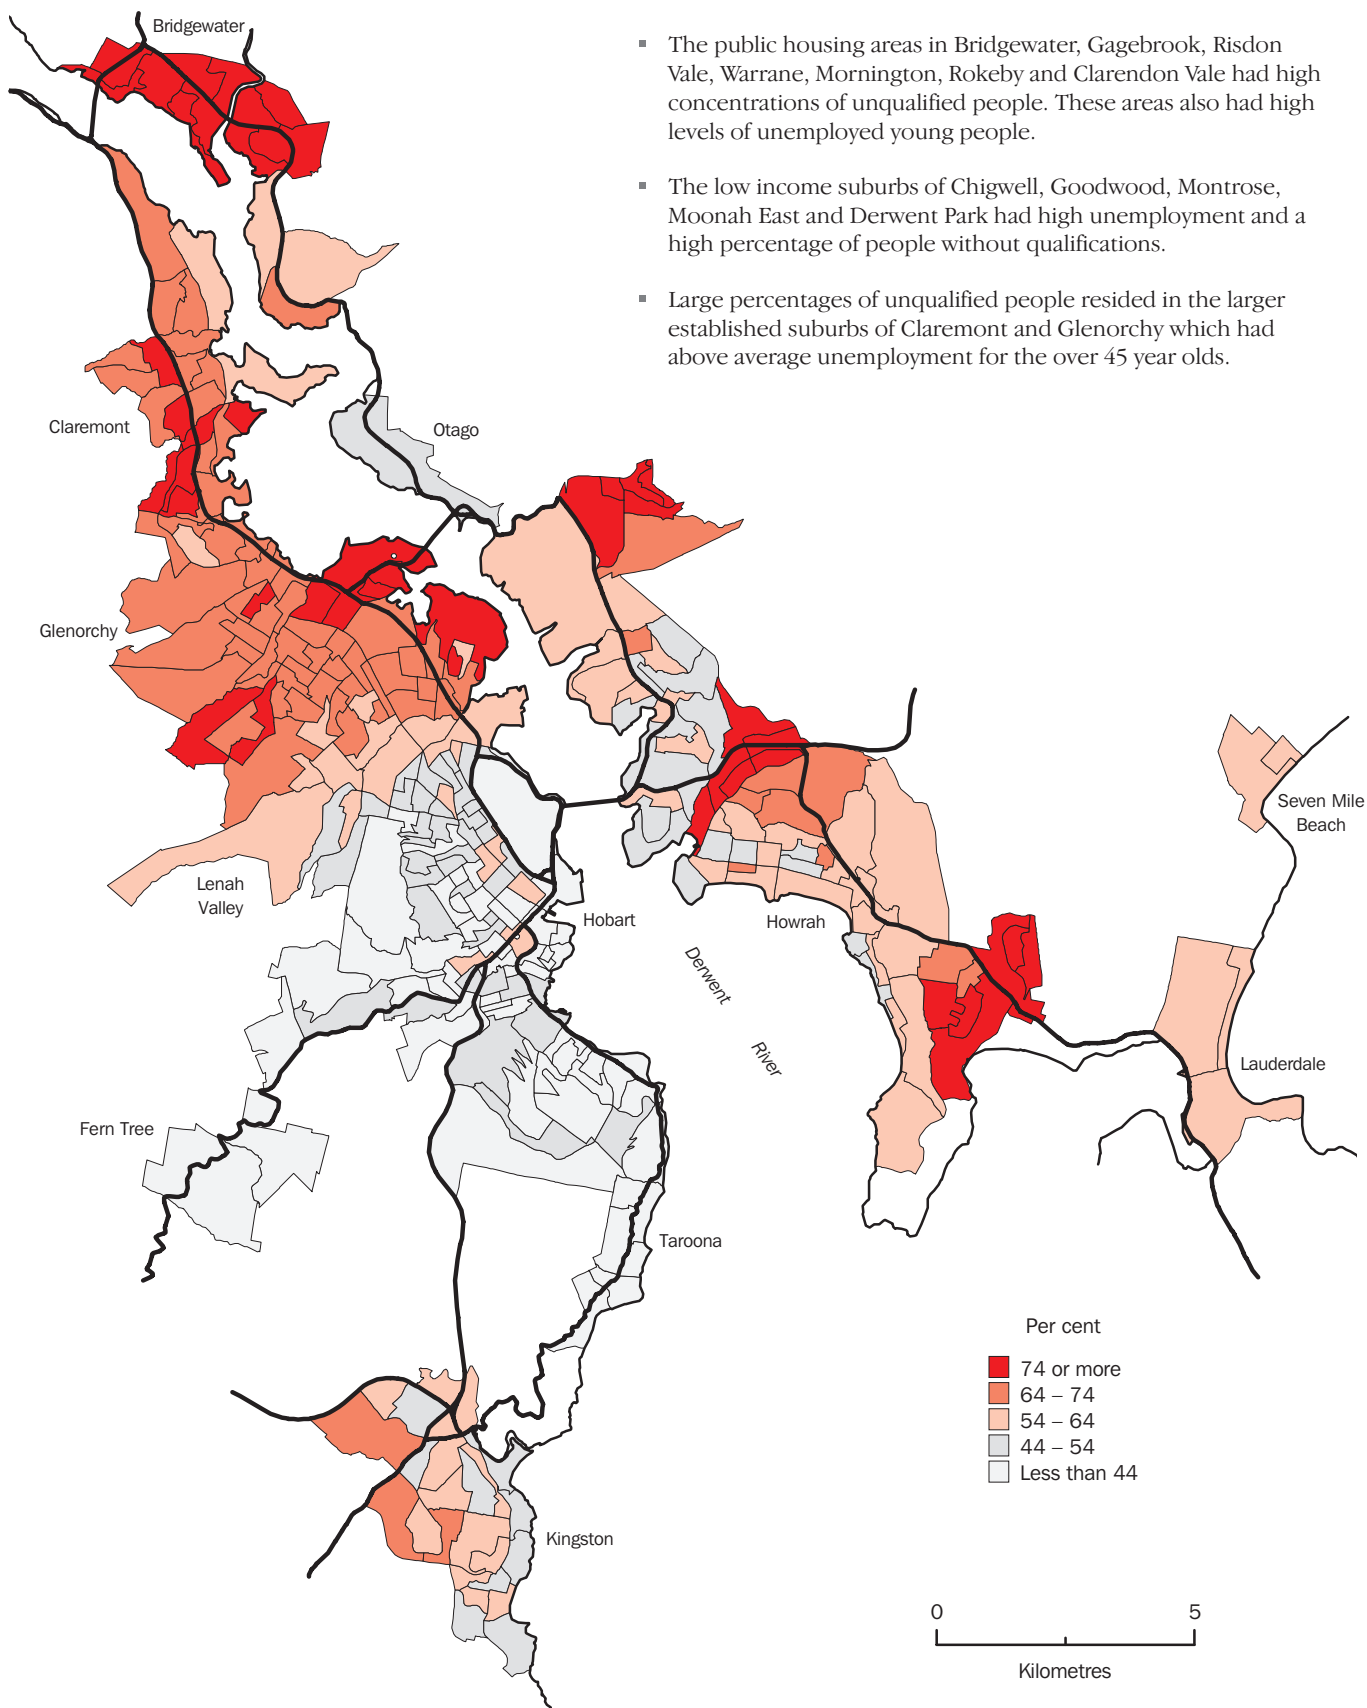 Bridgewater
▪ The public housing areas in Bridgewater, Gagebrook, Risdon
Vale, Warrane, Mornington, Rokeby and Clarendon Vale had high
concentrations of unqualified people. These areas also had high
levels of unemployed young people.
▪ The low income suburbs of Chigwell, Goodwood, Montrose,
Moonah East and Derwent Park had high unemployment and a
high percentage of people without qualifications.
▪ Large percentages of unqualified people resided in the larger
established suburbs of Claremont and Glenorchy which had
above average unemployment for the over 45 year olds.
Claremont
Otago
Glenorchy
Seven Mile
Beach
Lenah
Valley
Hobart
Howrah
Derwent
River
Lauderdale
Fern Tree
Taroona
Kingston
Per cent
74 or more
64 – 74
54 – 64
44 – 54
Less than 44
0 5
Kilometres